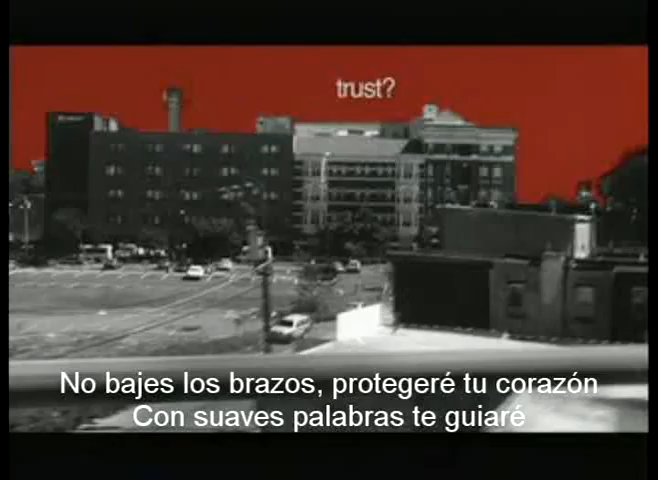 trust?
No bajes los brazos, protegeré tu corazón
Con suaves palabras te guiaré